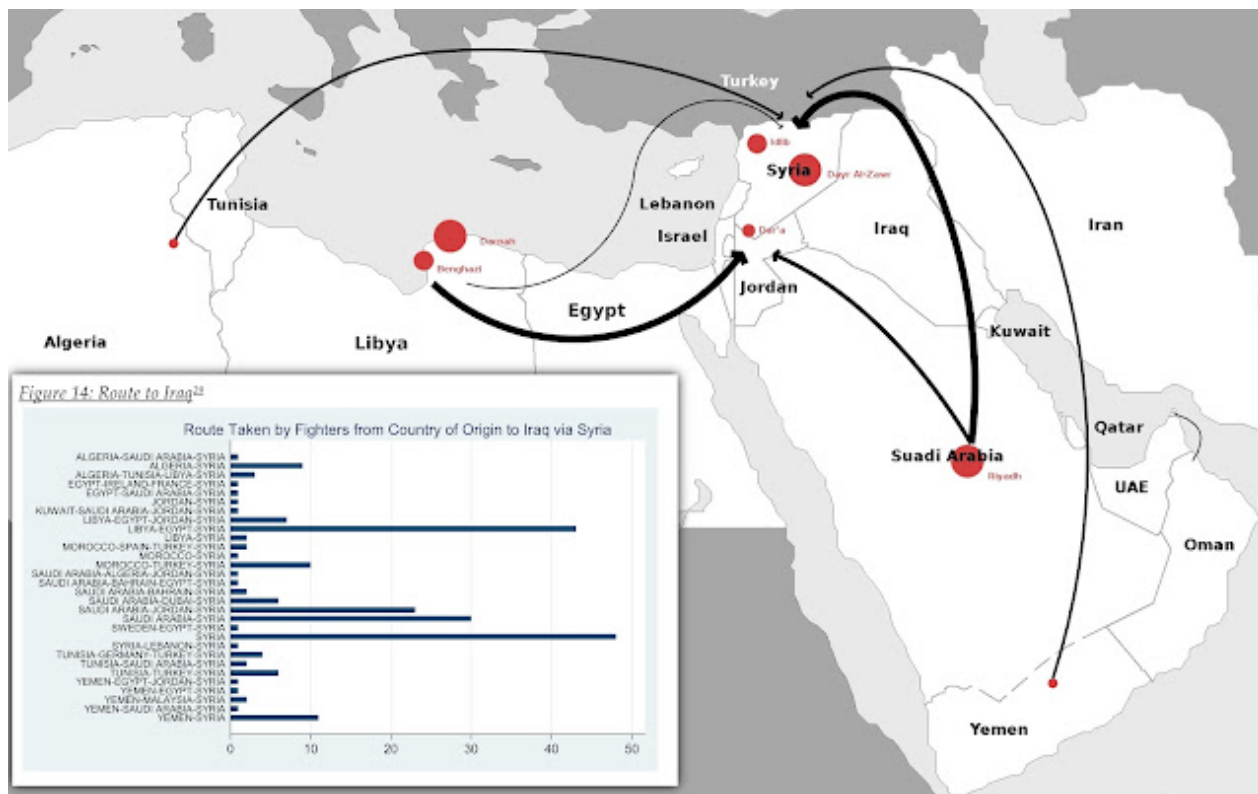 Turkey
Idlib
Syria
Dayr Al-Zawr
Tunisia
Lebanon
Iraq
Iran
Israel
Dar'a
Darnah
Benghazi
Jordan
Egypt
Kuwait
Algeria
Libya
Qatar
Suadi Arabia
Riyadh
UAE
Oman
Yemen
Figure 14: Route to Iraq29
Route Taken by Fighters from Country of Origin to Iraq via Syria
ALGERIA-SAUDI ARABIA-SYRIA
ALGERIA-SYRIA
ALGERIA-TUNISIA-LIBYA-SYRIA
EGYPT-IRELAND-FRANCE-SYRIA
EGYPT-SAUDI ARABIA-SYRIA
JORDAN-SYRIA
KUWAIT-SAUDI ARABIA-JORDAN-SYRIA
LIBYA-EGYPT-JORDAN-SYRIA
LIBYA-EGYPT-SYRIA
LIBYA-SYRIA
MOROCCO-SPAIN-TURKEY-SYRIA
MOROCCO-SYRIA
MOROCCO-TURKEY-SYRIA
SAUDI ARABIA-ALGERIA-JORDAN-SYRIA
SAUDI ARABIA-BAHRAIN-EGYPT-SYRIA
SAUDI ARABIA-BAHRAIN-SYRIA
SAUDI ARABIA-DUBAI-SYRIA
SAUDI ARABIA-JORDAN-SYRIA
SAUDI ARABIA-SYRIA
SWEDEN-EGYPT-SYRIA
SYRIA
SYRIA-LEBANON-SYRIA
TUNISIA-GERMANY-TURKEY-SYRIA
TUNISIA-SAUDI ARABIA-SYRIA
TUNISIA-TURKEY-SYRIA
YEMEN-EGYPT-JORDAN-SYRIA
YEMEN-EGYPT-SYRIA
YEMEN-MALAYSIA-SYRIA
YEMEN-SAUDI ARABIA-SYRIA
YEMEN-SYRIA
0 10 20 30 40 50